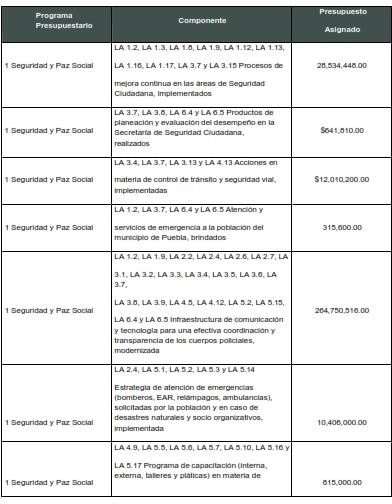 Programa
Presupuestario
Componente
Presupuesto
Asignado
LA 1.2, LA 1.3, LA 1.8, LA 1.9, LA 1.12, LA 1.13,
1 Seguridad y Paz Social
LA 1.16, LA 1.17, LA 3.7 y LA 3.15 Procesos de
28,534,448.00
mejora continua en las áreas de Seguridad
Ciudadana, implementados
LA 3.7, LA 3.8, LA 6.4 y LA 6.5 Productos de
1 Seguridad y Paz Social
planeación y evaluación del desempeño en la
$641,810.00
Secretaría de Seguridad Ciudadana,
realizados
LA 3.4, LA 3.7, LA 3.13 y LA 4.13 Acciones en
1 Seguridad y Paz Social
materia de control de tránsito y seguridad vial,
$12,010,200.00
implementadas
LA 1.2, LA 3.7, LA 6.4 y LA 6.5 Atención y
1 Seguridad y Paz Social
servicios de emergencia a la población del
315,600.00
municipio de Puebla, brindados
LA 1.2, LA 1.9, LA 2.2, LA 2.4, LA 2.6, LA 2.7, LA
3.1, LA 3.2, LA 3.3, LA 3.4, LA 3.5, LA 3.6, LA
3.7,
1 Seguridad y Paz Social
LA 3.8, LA 3.9, LA 4.5, LA 4.12, LA 5.2, LA 5.15,
264,750,516.00
LA 6.4 y LA 6.5 Infraestructura de comunicación
y tecnología para una efectiva coordinación y
transparencia de los cuerpos policiales,
modernizada
LA 2.4, LA 5.1, LA 5.2, LA 5.3 y LA 5.14
Estrategia de atención de emergencias
(bomberos, EAR, relámpagos, ambulancias),
solicitadas por la población y en caso de
desastres naturales y socio organizativos,
1 Seguridad y Paz Social
implementada
10,406,000.00
LA 4.9, LA 5.5, LA 5.6, LA 5.7, LA 5.10, LA 5.16 y
LA 5.17 Programa de capacitación (interna,
1 Seguridad y Paz Social
externa, talleres y pláticas) en materia de
815,000.00